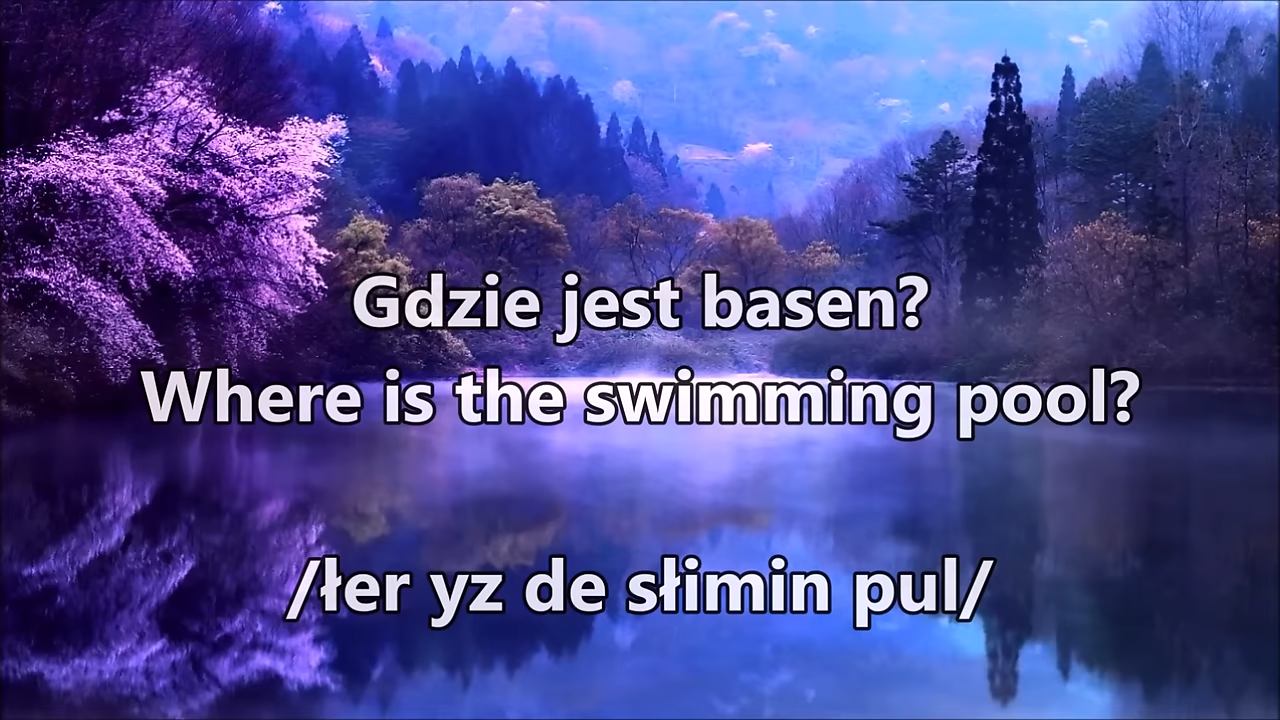 Gdzie jest basen?
Where is the swimming pool?
/łer yz de słimin pul/